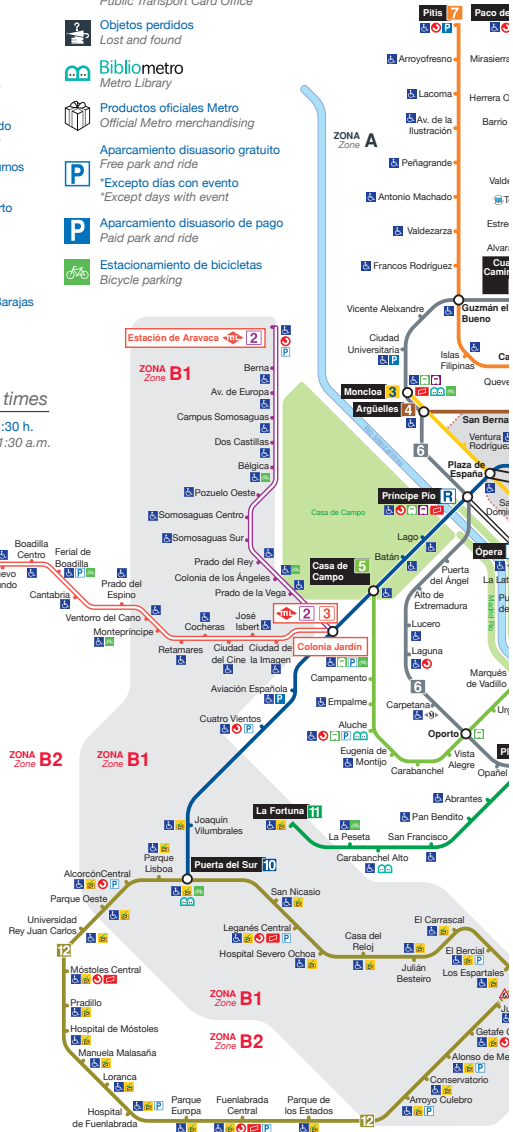 Public Transport Card Office
Objetos perdidos
Lost and found
Bibliometro
Metro Library
Productos oficiales Metro
Official Metro merchandising
Aparcamiento disuasorio gratuito
Free park and ride
*Excepto días con evento
*Except days with event
P
Aparcamiento disuasorio de pago
Paid park and ride
P
Estacionamiento de bicicletas
Bicycle parking
Barajas
times
:30 h.
1:30 a.m.
Pitis 7
Paco de
Arroyofresno
Mirasierra
Lacoma
Herrera O
Av. de la
Ilustración
Barrio
ZONA
Zone A
Peñagrande
Antonio Machado
Valdezarza
Francos Rodríguez
Vicente Aleixandre
Guzmán el
Bueno
Ciudad
Universitaria
Islas
Filipinas
Moncloa 3
Argüelles 4
San Berna
Ventura
Rodríguez
6
Plaza de
España
Río Manzanares
Príncipe Pío R
Casa de Campo
Lago
Batán
Ópera
Casa de
Campo 5
Puerta
del Ángel
Alto de
Extremadura
Lucero
Laguna
Madrid Río
Marqués
de Vadillo
6
Carpetana
Oporto
Estación de Aravaca ML 2
ZONA
Zone B1
Berna
Av. de Europa
Campus Somosaguas
Dos Castillas
Bélgica
Pozuelo Oeste
Somosaguas Centro
Somosaguas Sur
Prado del Rey
Colonia de los Ángeles
Prado de la Vega
ML 2 3
Colonia Jardín
Boadilla
Centro
Ferial de
Boadilla
Cantabria
Prado del
Espino
Ventorro del Cano
Montepríncipe
Retamares
Cocheras
Ciudad
del Cine
José
Isbert
Ciudad de
la Imagen
Aviación Española
Cuatro Vientos
Campamento
Empalme
Aluche
Eugenia de
Montijo
Carabanchel
Vista
Alegre
Opañel
ZONA
Zone B2
ZONA
Zone B1
Abrantes
Pan Bendito
La Fortuna 11
La Peseta
San Francisco
Carabanchel Alto
Joaquín
Vilumbrales
Parque
Lisboa
Puerta del Sur 10
AlcorcónCentral
Parque Oeste
Universidad
Rey Juan Carlos
12
Móstoles Central
Pradillo
Hospital de Móstoles
Manuela Malasaña
Loranca
Hospital
de Fuenlabrada
Parque
Europa
Fuenlabrada
Central
Parque de
los Estados
12
San Nicasio
Leganés Central
Hospital Severo Ochoa
Casa del
Reloj
Julián
Besteiro
El Carrascal
El Bercial
Los Espartales
ZONA
Zone B1
ZONA
Zone B2
Alonso de Me
Conservatorio
Arroyo Culebro